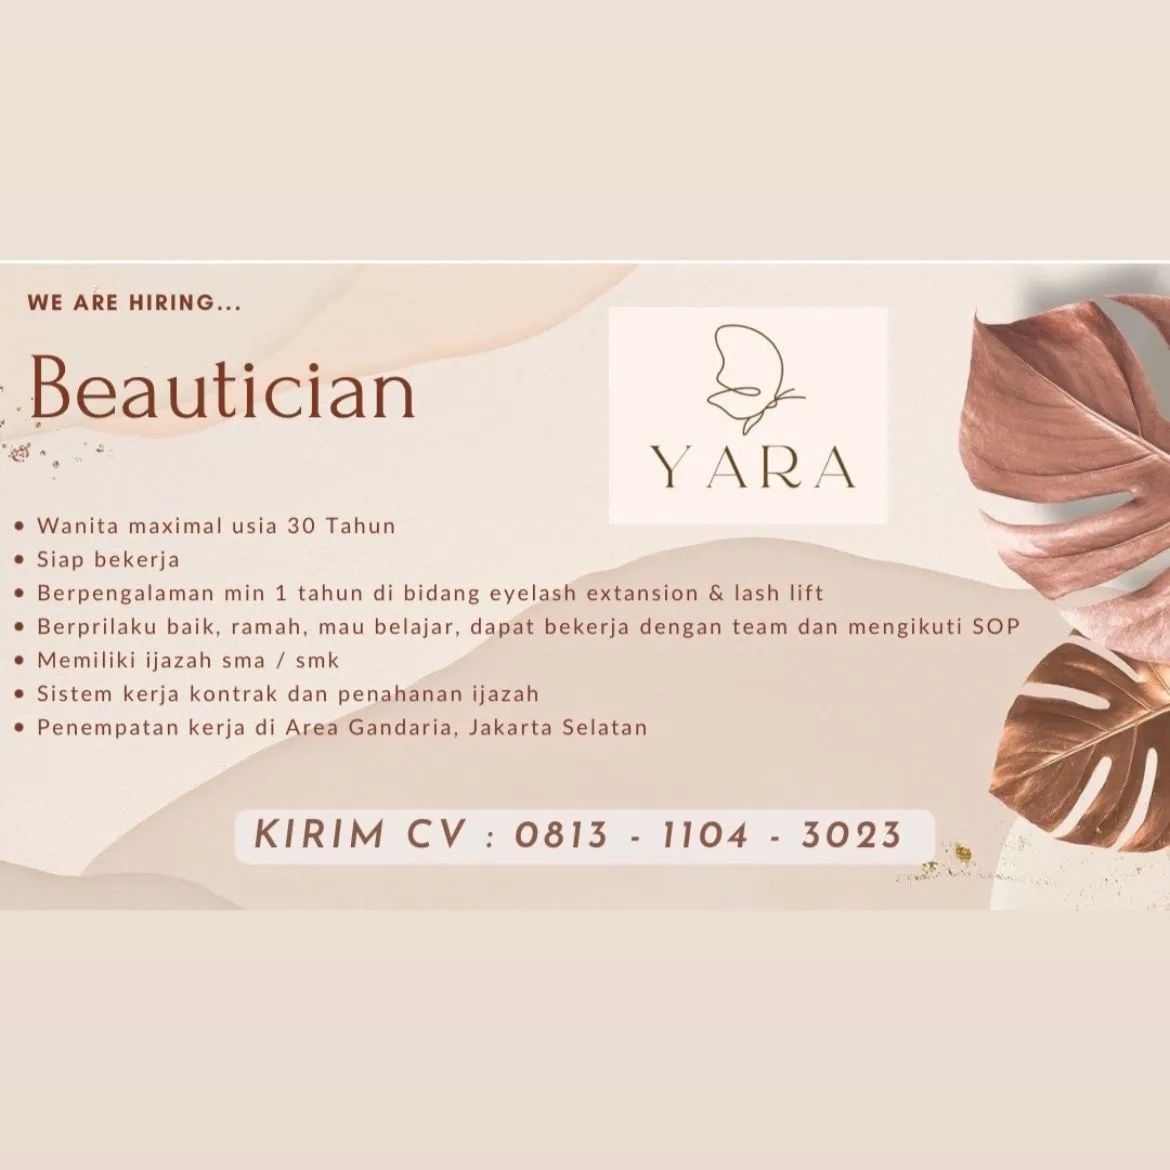 WE ARE HIRING...
Beautician
YARA
• Wanita maximal usia 30 Tahun
• Siap bekerja
• Berpengalaman min 1 tahun di bidang eyelash extansion & lash lift
• Berprilaku baik, ramah, mau belajar, dapat bekerja dengan team dan mengikuti SOP
• Memiliki ijazah sma / smk
• Sistem kerja kontrak dan penahanan ijazah
• Penempatan kerja di Area Gandaria, Jakarta Selatan
KIRIM CV : 0813 - 1104 - 3023